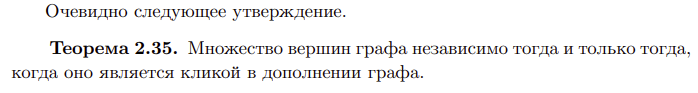 Очевидно следующее утверждение.
Теорема 2.35. Множество вершин графа независимо тогда и только тогда,
когда оно является кликой в дополнении графа.